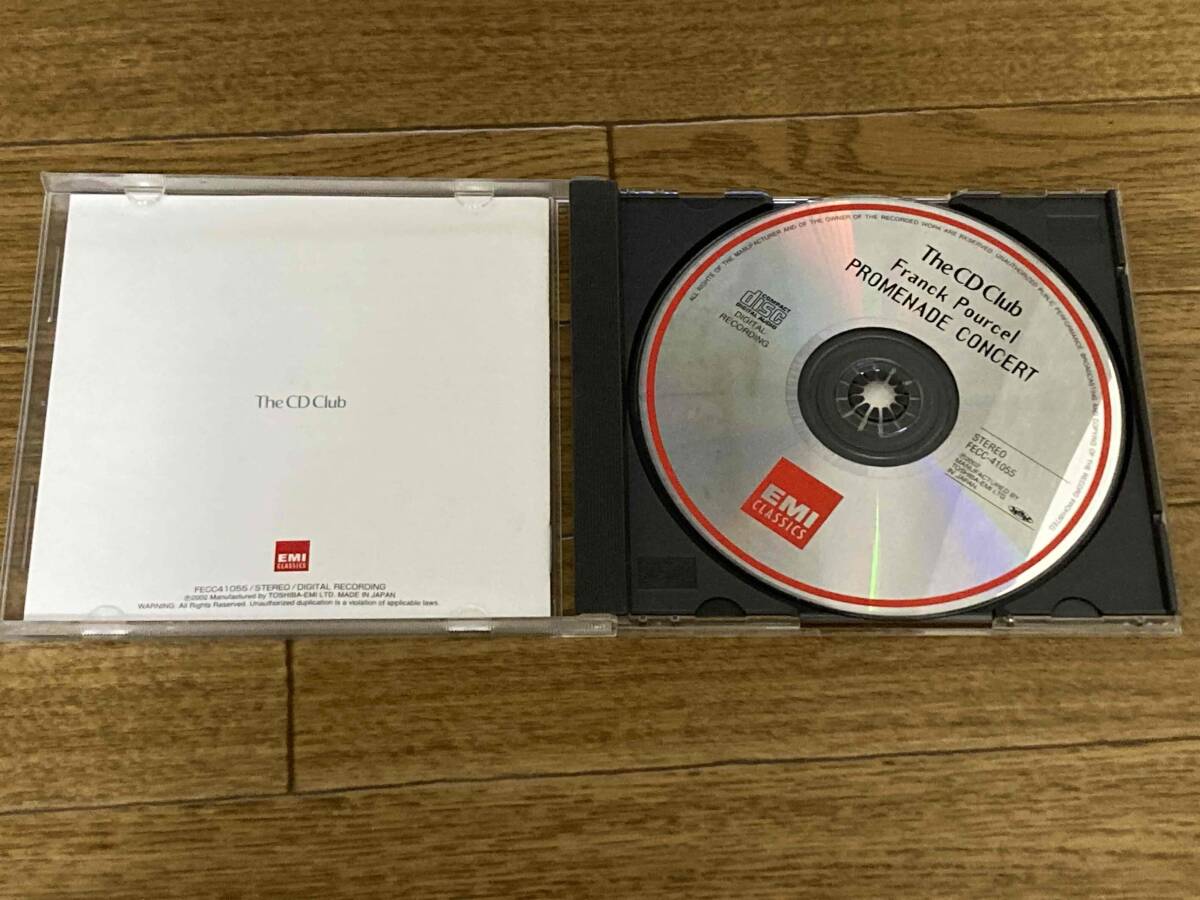 The CD Club
EMI
CLASSICS
FECC41055 / STEREO / DIGITAL RECORDING
℗2002 Manufactured by TOSHIBA-EMI LTD. MADE IN JAPAN
WARNING: All Rights Reserved. Unauthorized duplication is a violation of applicable laws.
ALL RIGHTS OF THE MANUFACTURER AND OF THE OWNER OF THE RECORDED WORK ARE RESERVED. UNAUTHORIZED PUBLIC PERFORMANCE BROADCASTING AND COPYING OF THIS RECORD PROHIBITED
The CD Club
Franck Pourcel
PROMENADE CONCERT
COMPACT
disc
DIGITAL AUDIO
DIGITAL
RECORDING
STEREO
FECC-41055
℗2002
MANUFACTURED BY
TOSHIBA-EMI LTD.
IN JAPAN.
EMI
CLASSICS